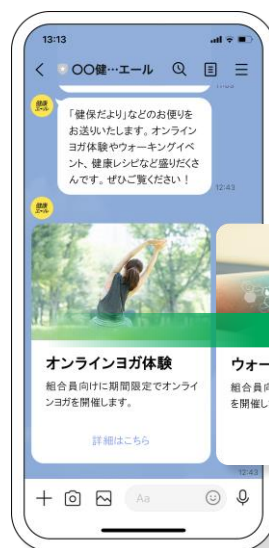 13:13
〇〇健…エール
健康
エール
「健保だより」などのお便りを
お送りいたします。オンライン
ヨガ体験やウォーキングイベ
ント、健康レシピなど盛りだくさ
んです。ぜひご覧ください！
12:43
健康
エール
オンラインヨガ体験
組合員向けに期間限定でオンライ
ンヨガを開催します。
詳細はこちら
ウォー
組合員向
を開催し
12:43
Aa